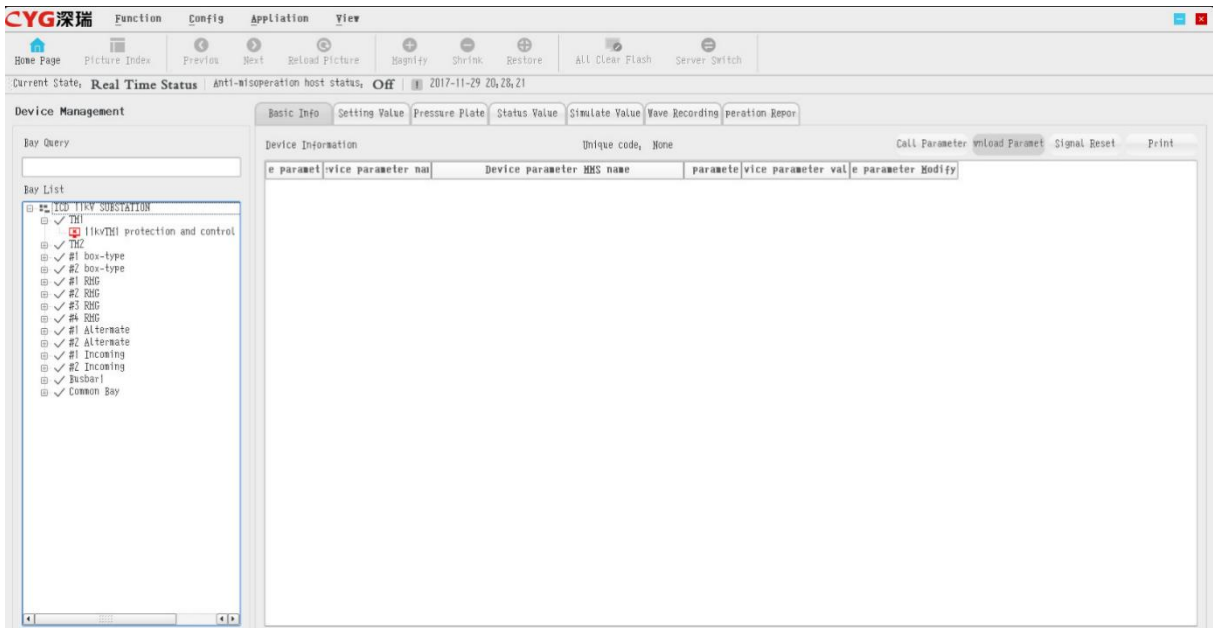 CYG深瑞 Function Config Appliation View
Home Page Picture Index Previou Next Reload Picture Magnify Shrink Restore All Clear Flash Server Switch
Current State, Real Time Status Anti-misoperation host status, Off 2017-11-29 20,28,21
Device Management
Basic Info Setting Value Pressure Plate Status Value Simulate Value Wave Recording peration Repor
Bay Query
Device Information Unique code, None Call Parameter wnload Paramet Signal Reset Print
e paramet vice parameter nam Device parameter MMS name paramete vice parameter val e parameter Modify
Bay List
ICD 11kV SUBSTATION
TM1
11kvTM1 protection and control
TM2
#1 box-type
#2 box-type
#1 RMG
#2 RMG
#3 RMG
#4 RMG
#1 Alternate
#2 Alternate
#1 Incoming
#2 Incoming
Busbar1
Common Bay